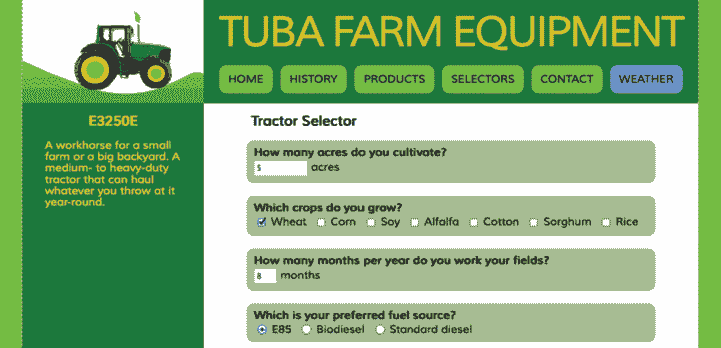 TUBA FARM EQUIPMENT
HOME HISTORY PRODUCTS SELECTORS CONTACT WEATHER
E3250E
A workhorse for a small
farm or a big backyard. A
medium- to heavy-duty
tractor that can haul
whatever you throw at it
year-round.
Tractor Selector
How many acres do you cultivate?
5 acres
Which crops do you grow?
Wheat Corn Soy Alfalfa Cotton Sorghum Rice
How many months per year do you work your fields?
8 months
Which is your preferred fuel source?
E85 Biodiesel Standard diesel